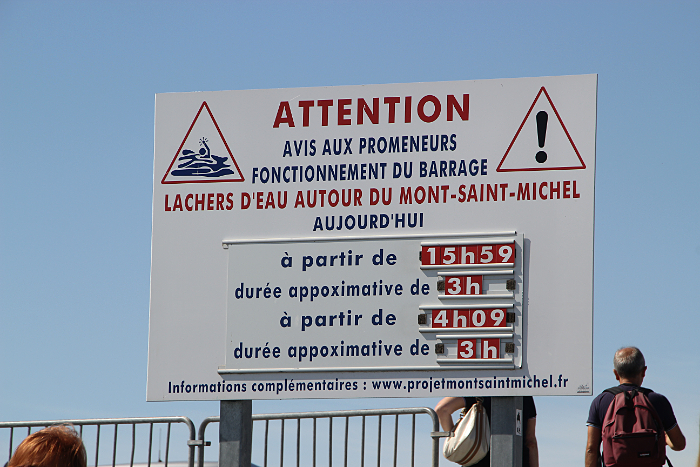 ATTENTION
AVIS AUX PROMENEURS
FONCTIONNEMENT DU BARRAGE
LACHERS D'EAU AUTOUR DU MONT-SAINT-MICHEL
AUJOURD'HUI
à partir de 15h59
durée appoximative de 3h
à partir de 4h09
durée appoximative de 3h
Informations complémentaires : www.projetmontsaintmichel.fr